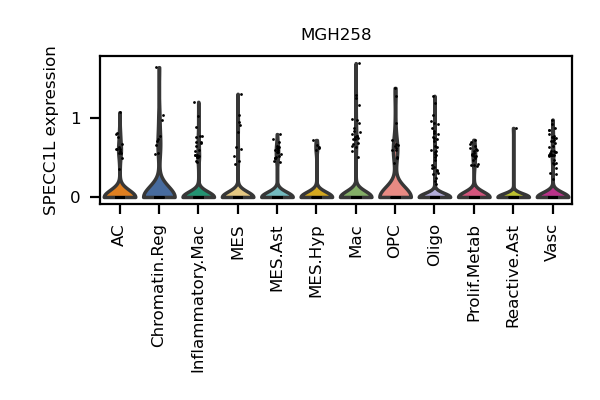 MGH258
SPECC1L expression
1
0
AC
Chromatin.Reg
Inflammatory.Mac
MES
MES.Ast
MES.Hyp
Mac
OPC
Oligo
Prolif.Metab
Reactive.Ast
Vasc